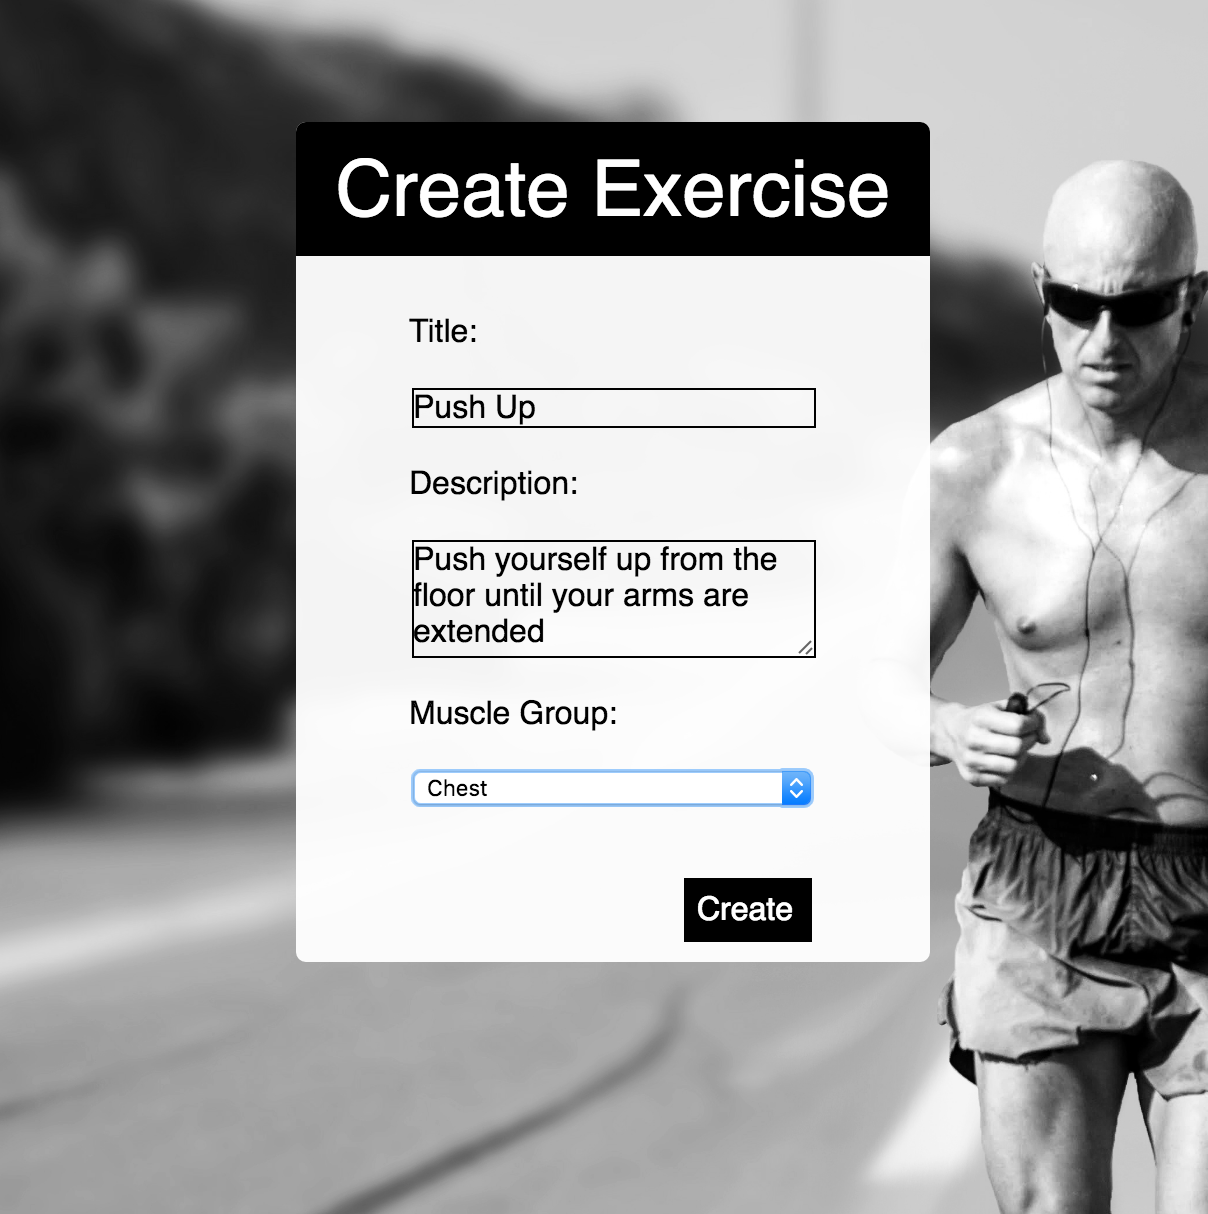 Create Exercise
Title:
Push Up
Description:
Push yourself up from the
floor until your arms are
extended
Muscle Group:
Chest
Create